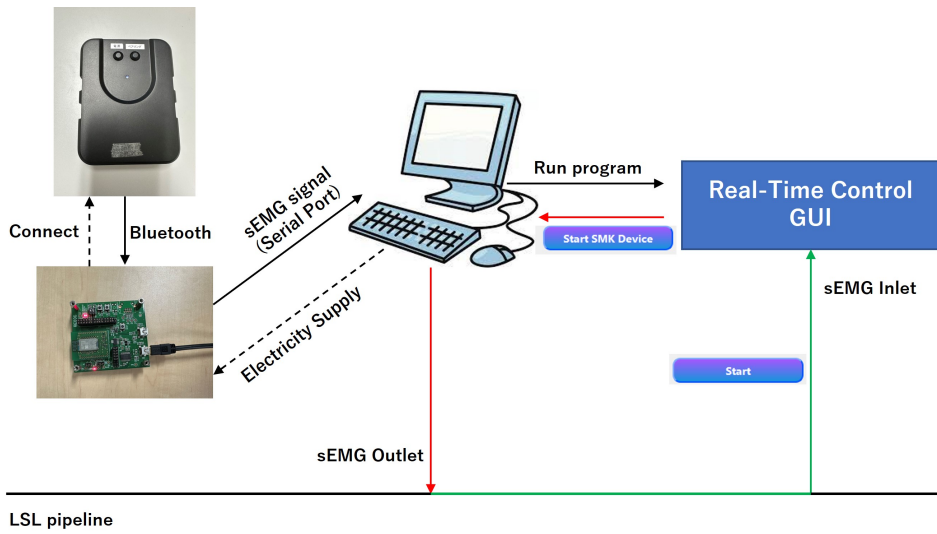 Connect
Bluetooth
sEMG signal
(Serial Port)
Electricity Supply
Run program
Start SMK Device
Real-Time Control
GUI
sEMG Inlet
Start
sEMG Outlet
LSL pipeline